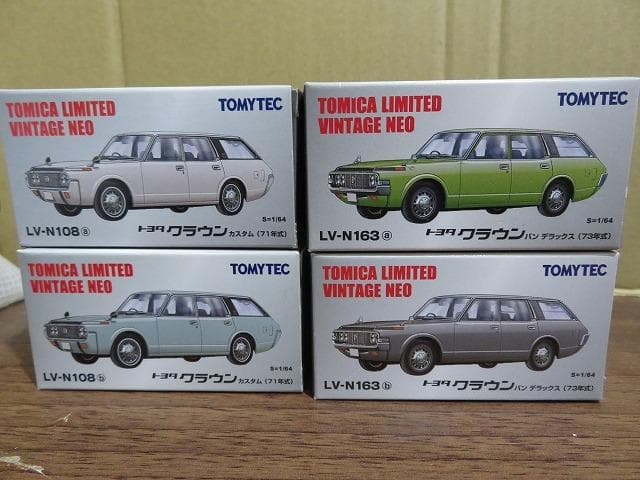 TOMICA LIMITED
VINTAGE NEO
TOMYTEC
S=1/64
LV-N108 ⓐ
トヨタ クラウン カスタム (71年式)
TOMICA LIMITED
VINTAGE NEO
TOMYTEC
S=1/64
LV-N163 ⓐ
トヨタ クラウン バン デラックス (73年式)
TOMICA LIMITED
VINTAGE NEO
TOMYTEC
S=1/64
LV-N108 ⓑ
トヨタ クラウン カスタム (71年式)
TOMICA LIMITED
VINTAGE NEO
TOMYTEC
S=1/64
LV-N163 ⓑ
トヨタ クラウン バン デラックス (73年式)